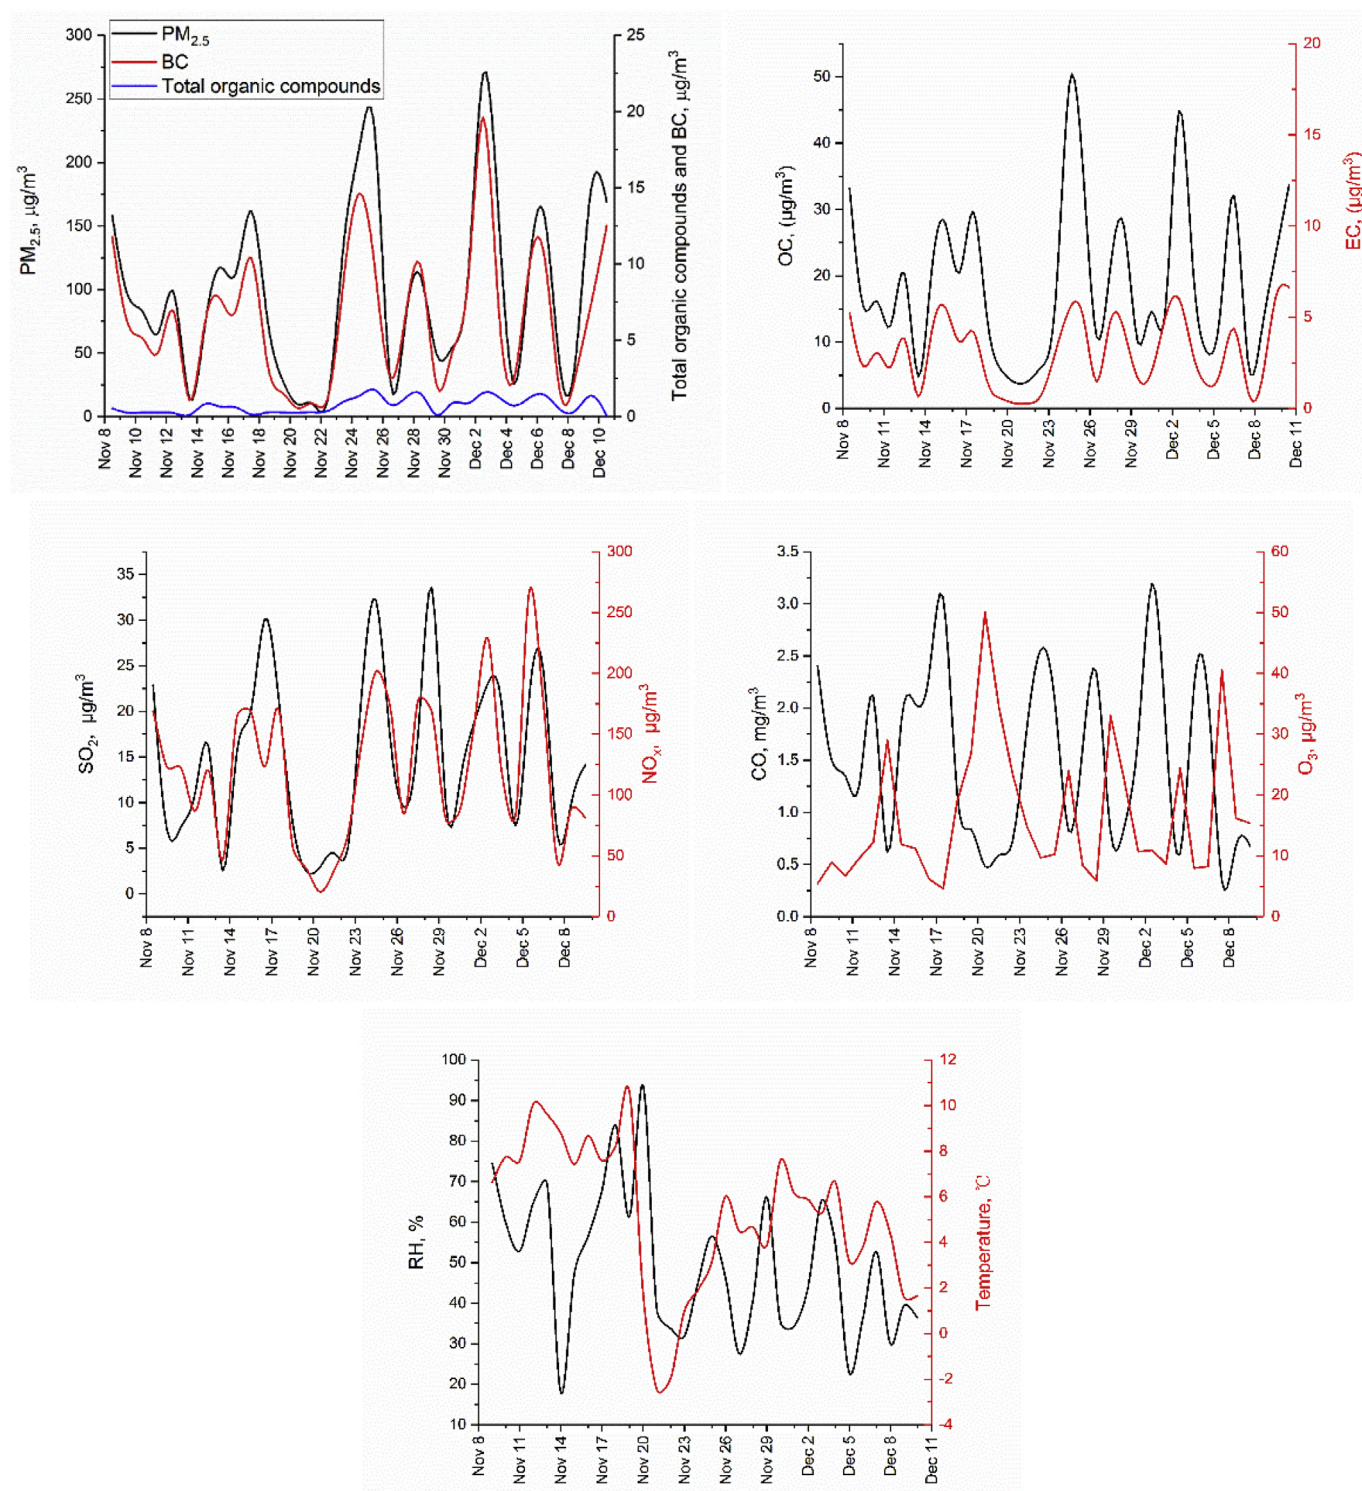 PM2.5
BC
Total organic compounds
300
250
200
150
100
50
0
PM2.5, μg/m3
25
20
15
10
5
0
Total organic compounds and BC, μg/m3
Nov 8
Nov 10
Nov 12
Nov 14
Nov 16
Nov 18
Nov 20
Nov 22
Nov 24
Nov 26
Nov 28
Nov 30
Dec 2
Dec 4
Dec 6
Dec 8
Dec 10
50
40
30
20
10
0
OC, (μg/m3)
20
15
10
5
0
EC, (μg/m3)
Nov 8
Nov 11
Nov 14
Nov 17
Nov 20
Nov 23
Nov 26
Nov 29
Dec 2
Dec 5
Dec 8
Dec 11
35
30
25
20
15
10
5
0
SO2, μg/m3
300
250
200
150
100
50
0
NOx, μg/m3
Nov 8
Nov 11
Nov 14
Nov 17
Nov 20
Nov 23
Nov 26
Nov 29
Dec 2
Dec 5
Dec 8
3.5
3.0
2.5
2.0
1.5
1.0
0.5
0.0
CO, mg/m3
60
50
40
30
20
10
0
O3, μg/m3
Nov 8
Nov 11
Nov 14
Nov 17
Nov 20
Nov 23
Nov 26
Nov 29
Dec 2
Dec 5
Dec 8
100
90
80
70
60
50
40
30
20
10
RH, %
12
10
8
6
4
2
0
-2
-4
Temperature, ℃
Nov 8
Nov 11
Nov 14
Nov 17
Nov 20
Nov 23
Nov 26
Nov 29
Dec 2
Dec 5
Dec 8
Dec 11